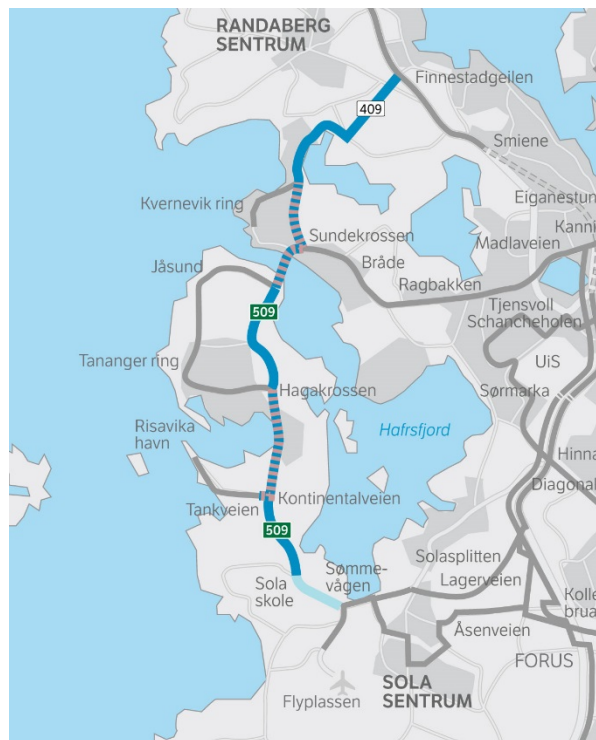 RANDABERG
SENTRUM
Finnestadgeilen
409
Smiene
Kvernevik ring
Eiganestun
Kanni
Sundekrossen
Madlaveien
Bråde
Jåsund
Ragbakken
Tjensvoll
Schancheholen
509
UiS
Tananger ring
Hagakrossen
Sørmarka
Risavika
havn
Hafrsfjord
Hinna
Diagonal
Tankveien
Kontinentalveien
509
Solasplitten
Sømme-
vågen
Lagerveien
Sola
skole
Kolle
brua
Åsenveien
FORUS
SOLA
SENTRUM
Flyplassen